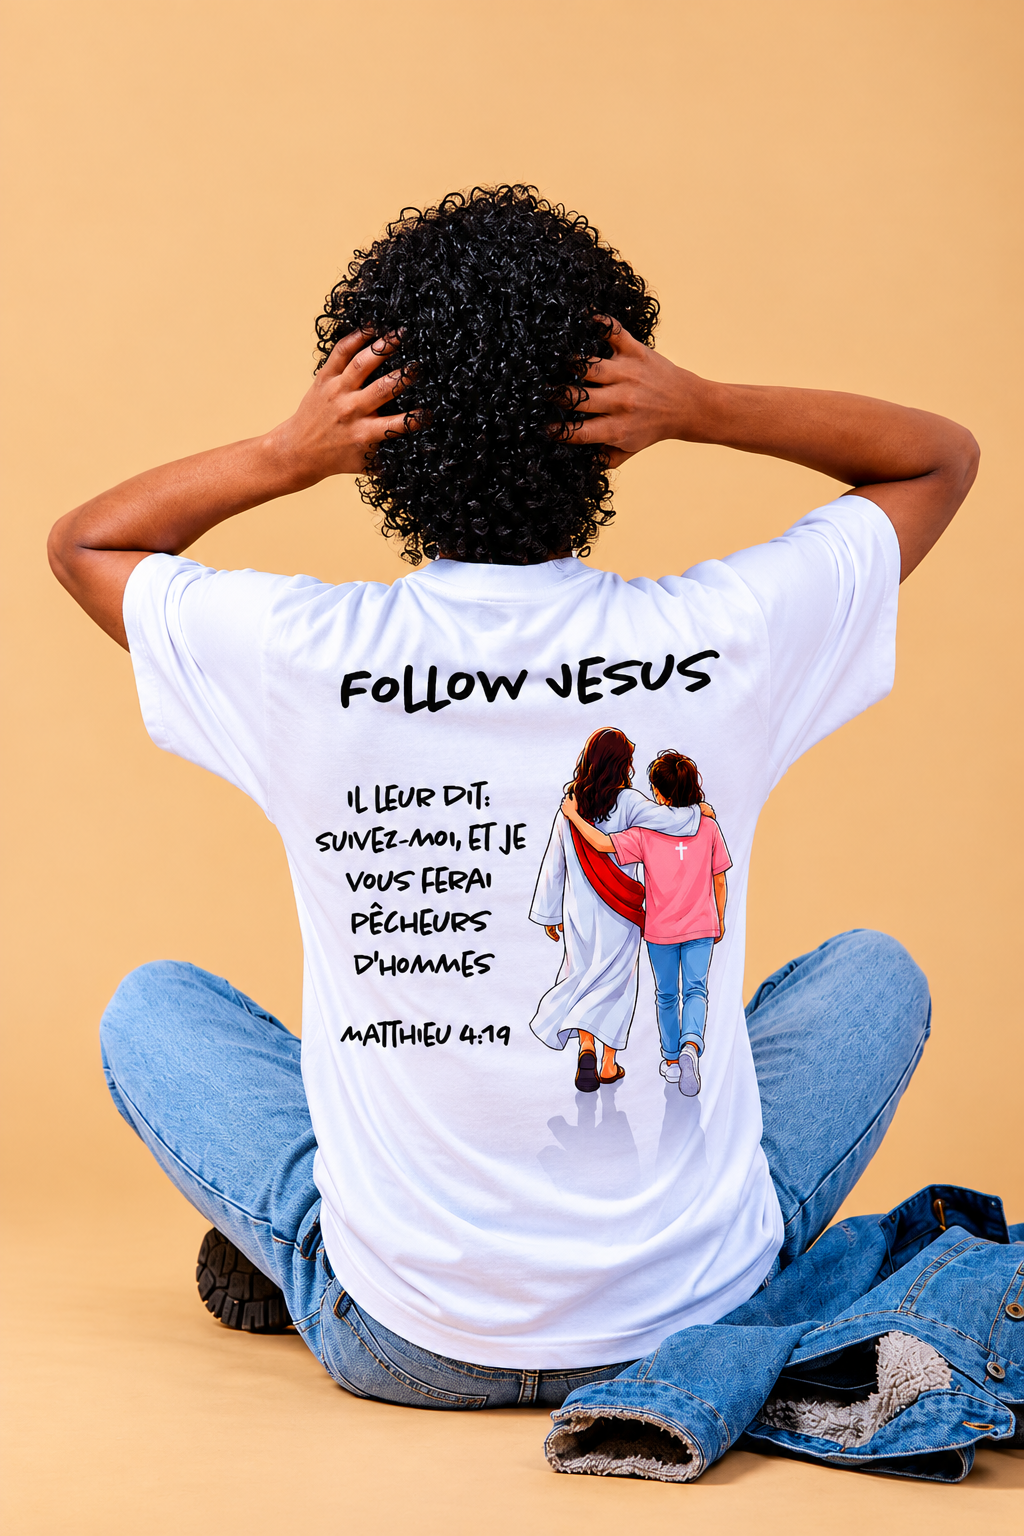 FOLLOW JESUS
IL LEUR DIT:
SUIVEZ-MOI, ET JE
VOUS FERAI
PÊCHEURS
D'HOMMES
MATTHIEU 4:19